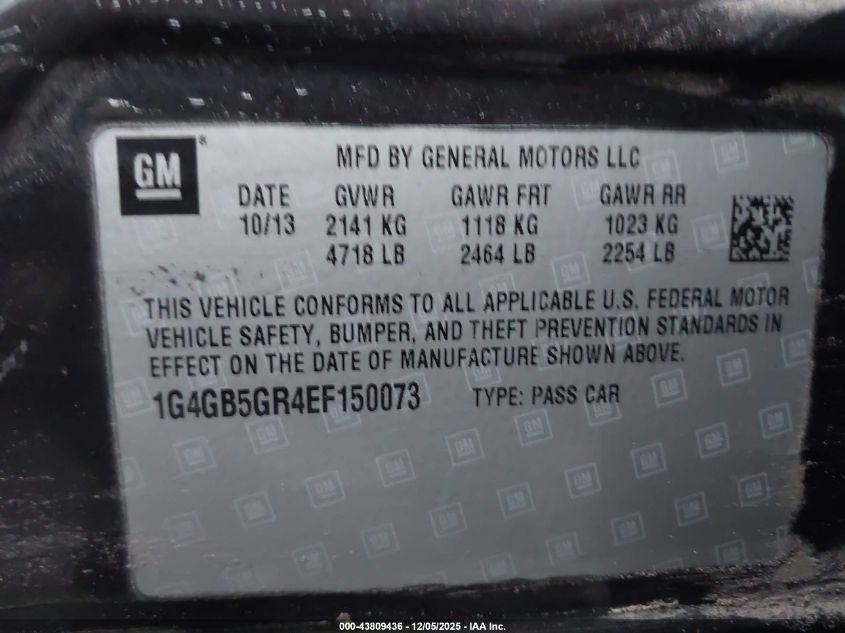 GM
MFD BY GENERAL MOTORS LLC
DATE GVWR GAWR FRT GAWR RR
10/13 2141 KG 1118 KG 1023 KG
4718 LB 2464 LB 2254 LB
THIS VEHICLE CONFORMS TO ALL APPLICABLE U.S. FEDERAL MOTOR
VEHICLE SAFETY, BUMPER, AND THEFT PREVENTION STANDARDS IN
EFFECT ON THE DATE OF MANUFACTURE SHOWN ABOVE.
1G4GB5GR4EF150073 TYPE: PASS CAR
000-43809436 - 12/05/2025 - IAA Inc.